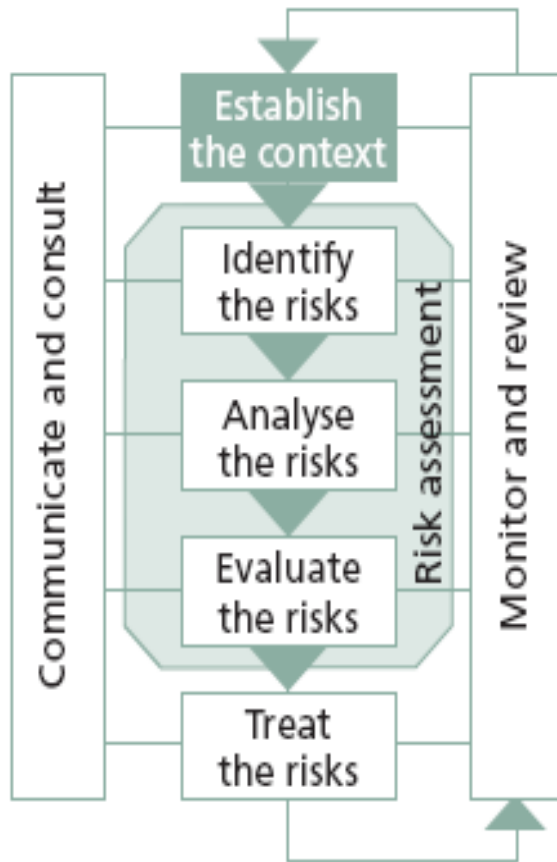 Establish
the context
Communicate and consult
Identify
the risks
Analyse
the risks
Evaluate
the risks
Risk assessment
Monitor and review
Treat
the risks